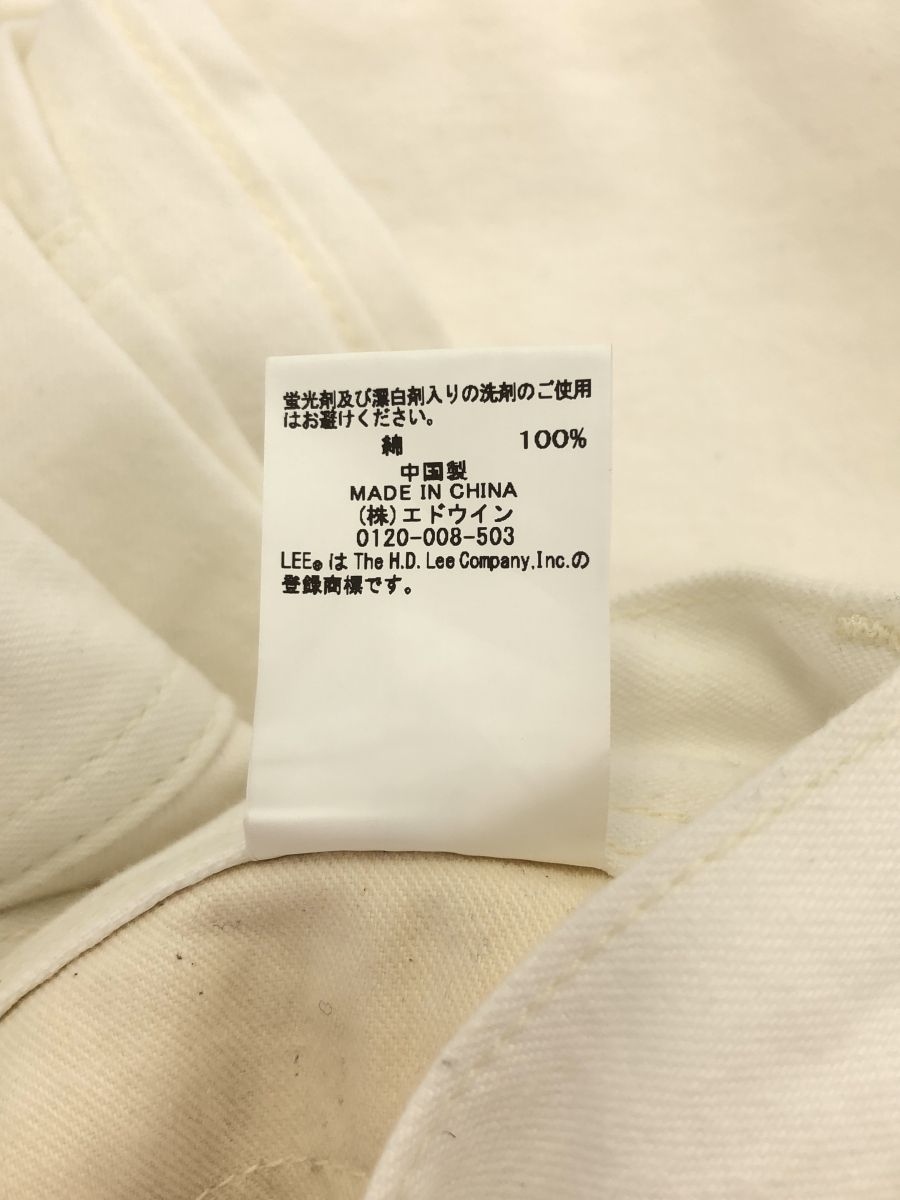 蛍光剤及び漂白剤入りの洗剤のご使用
はお避けください。
綿 100%
中国製
MADE IN CHINA
(株)エドウイン
0120-008-503
LEE®は The H.D. Lee Company,Inc.の
登録商標です。